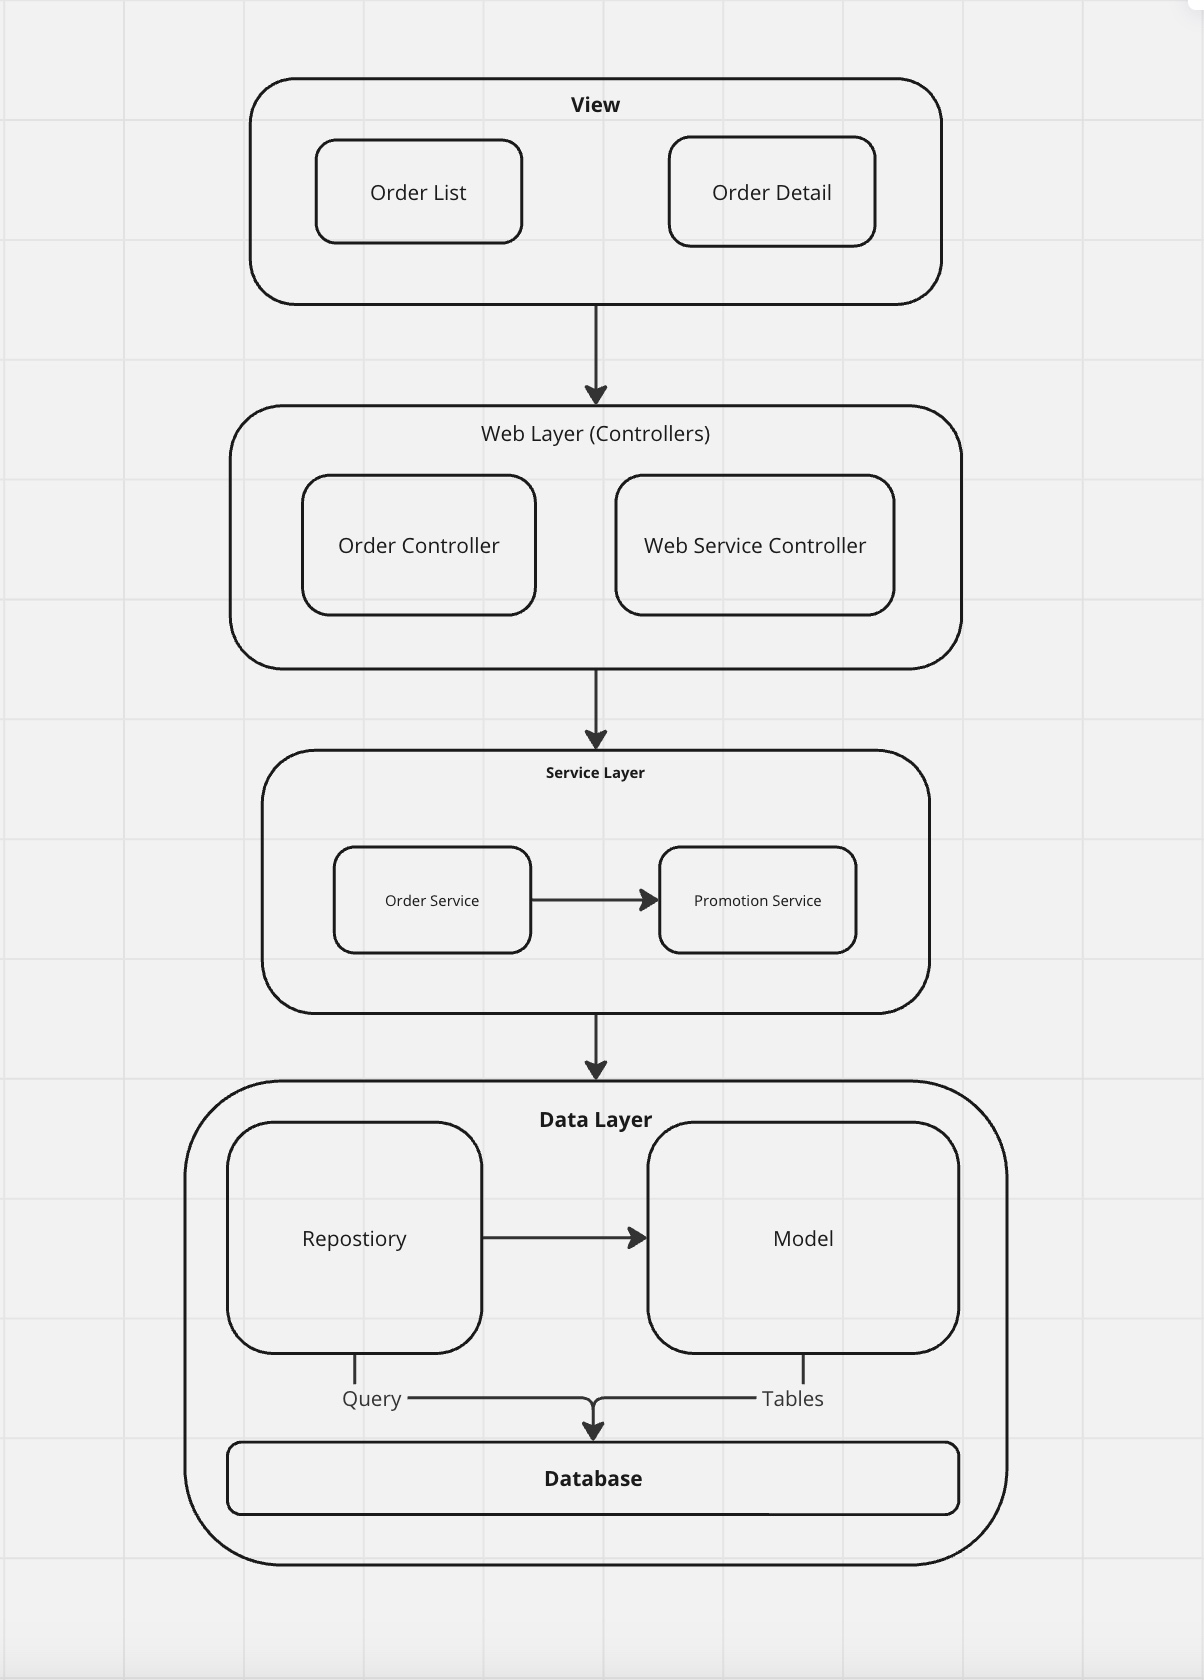 View
Order List
Order Detail
Web Layer (Controllers)
Order Controller
Web Service Controller
Service Layer
Order Service
Promotion Service
Data Layer
Repostiory
Model
Query
Tables
Database